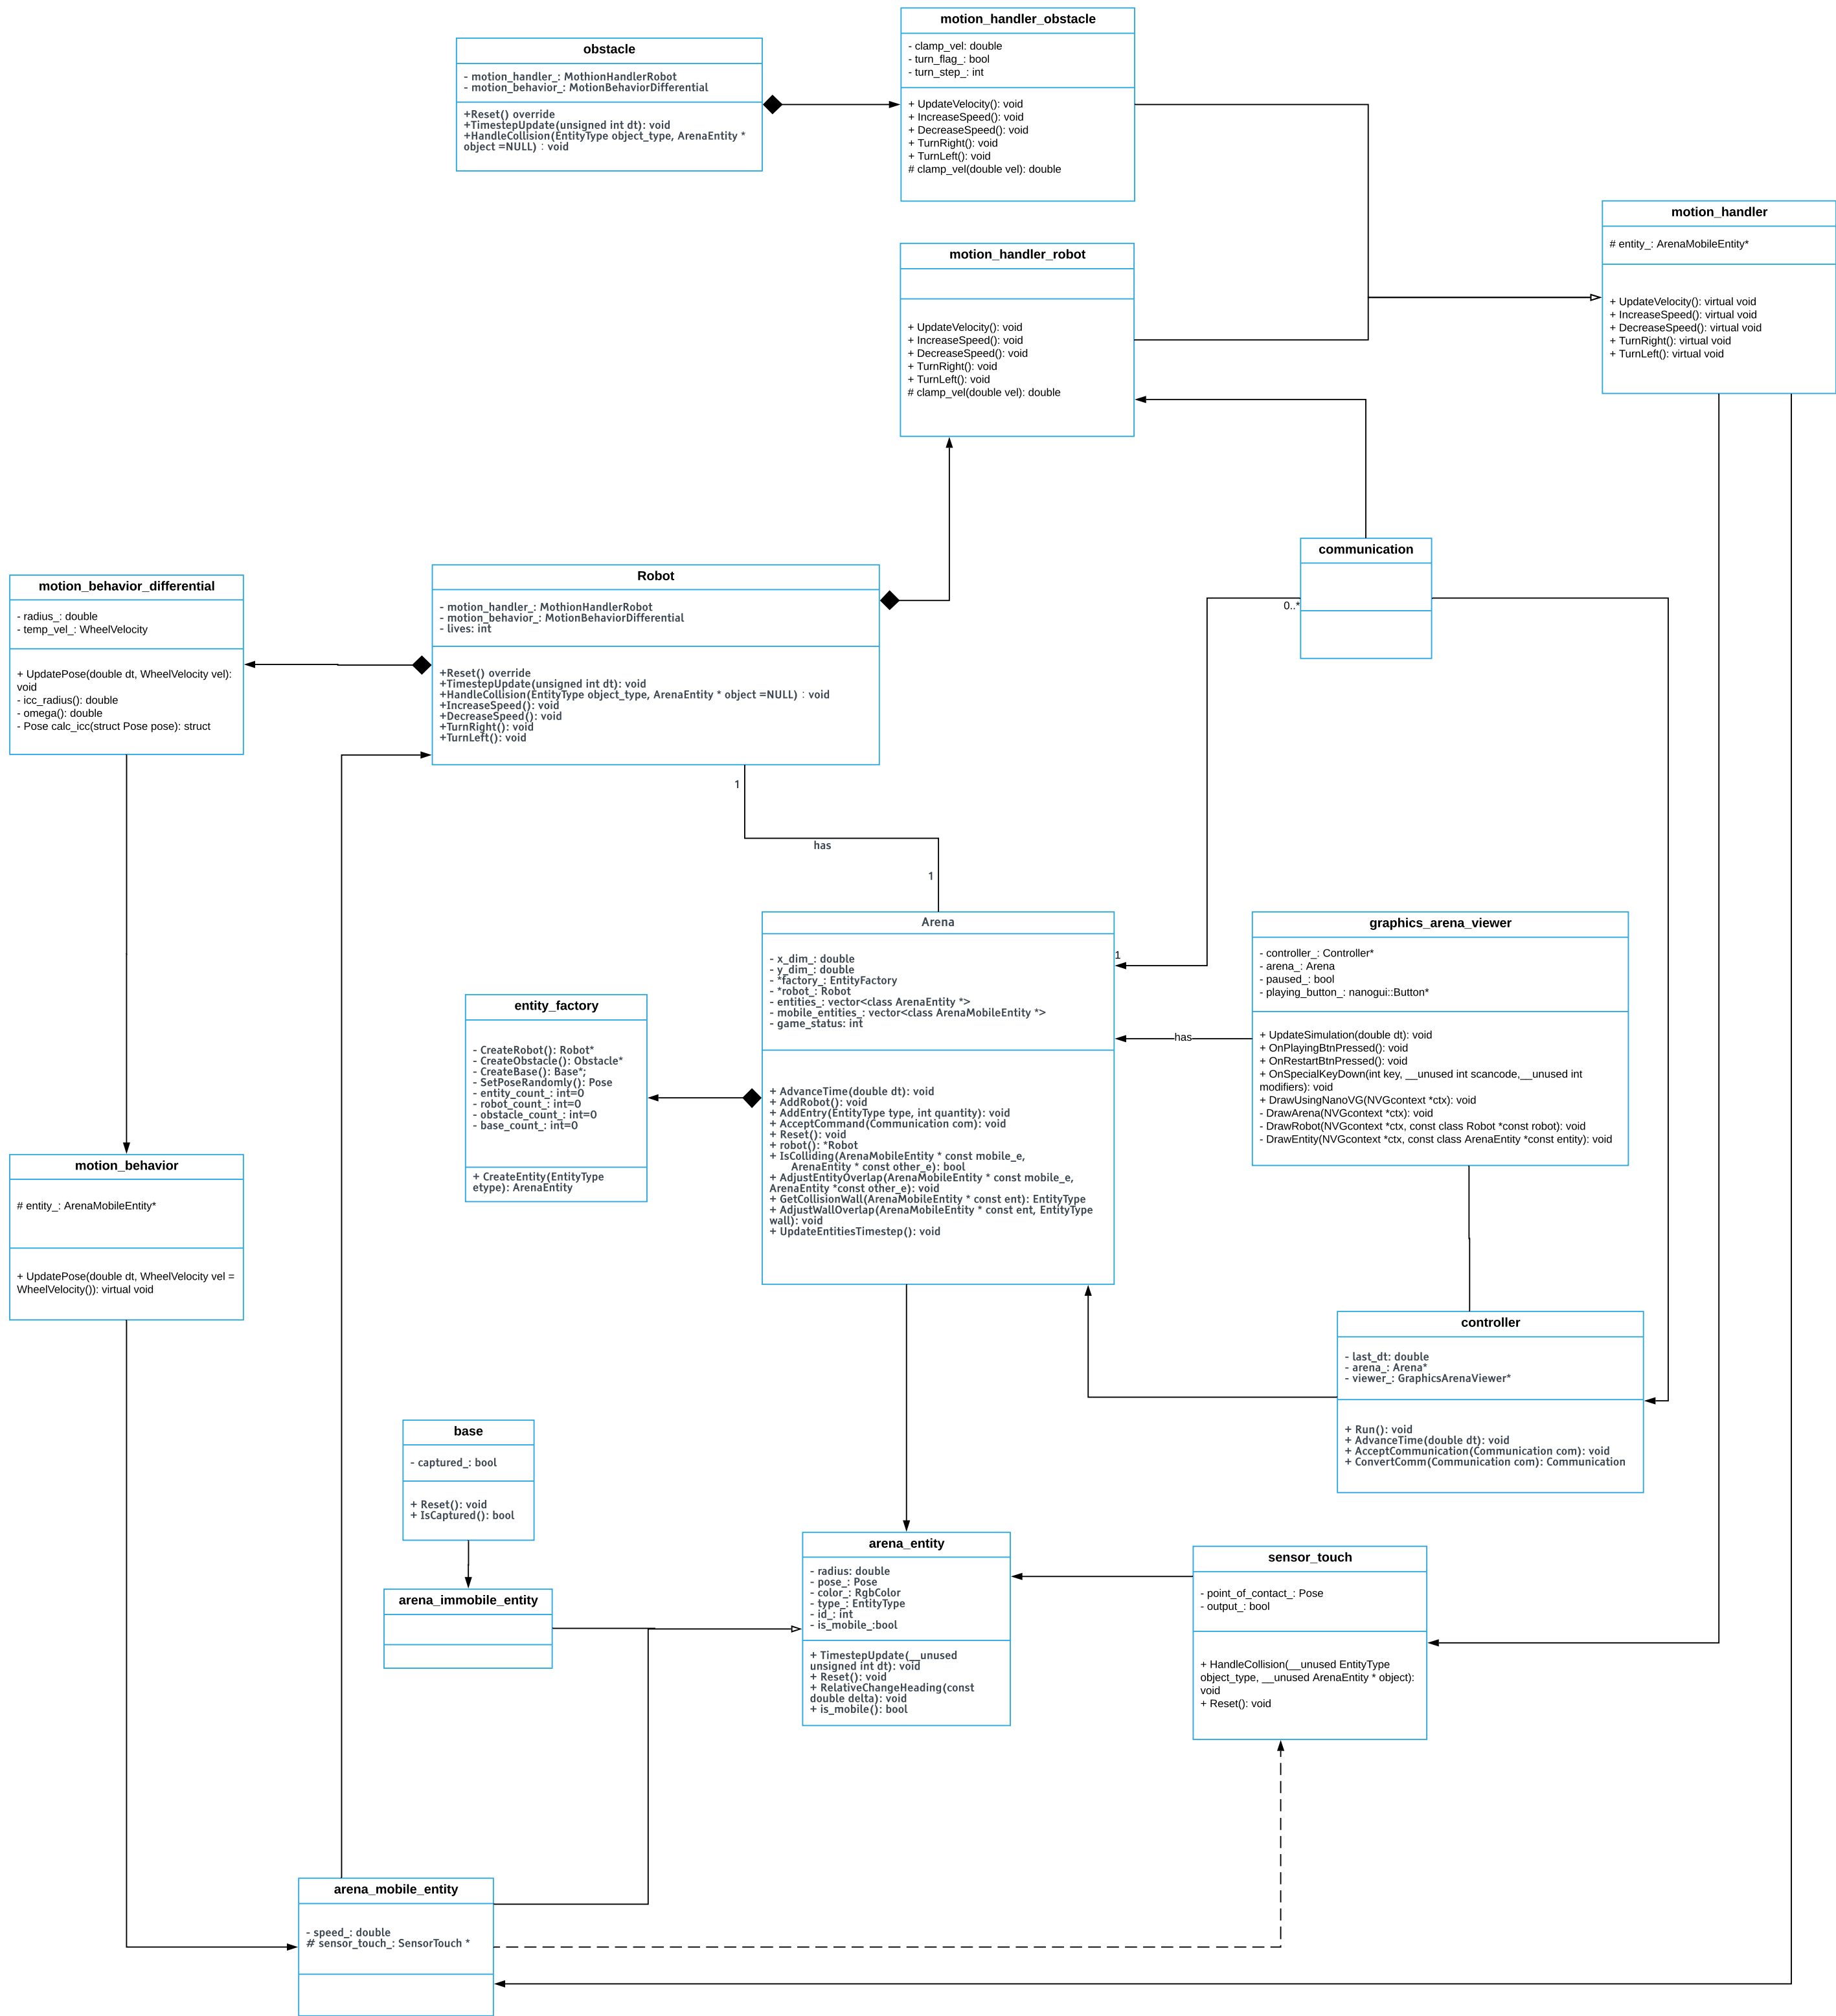 motion_handler_obstacle
- clamp_vel: double
- turn_flag_: bool
- turn_step_: int
+ UpdateVelocity(): void
+ IncreaseSpeed(): void
+ DecreaseSpeed(): void
+ TurnRight(): void
+ TurnLeft(): void
# clamp_vel(double vel): double
obstacle
- motion_handler_: MothionHandlerRobot
- motion_behavior_: MotionBehaviorDifferential
+Reset() override
+TimestepUpdate(unsigned int dt): void
+HandleCollision(EntityType object_type, ArenaEntity *
object =NULL) : void
motion_handler
# entity_: ArenaMobileEntity*
+ UpdateVelocity(): virtual void
+ IncreaseSpeed(): virtual void
+ DecreaseSpeed(): virtual void
+ TurnRight(): virtual void
+ TurnLeft(): virtual void
motion_handler_robot
+ UpdateVelocity(): void
+ IncreaseSpeed(): void
+ DecreaseSpeed(): void
+ TurnRight(): void
+ TurnLeft(): void
# clamp_vel(double vel): double
communication
0..*
1
motion_behavior_differential
- radius_: double
- temp_vel_: WheelVelocity
+ UpdatePose(double dt, WheelVelocity vel):
void
- icc_radius(): double
- omega(): double
- Pose calc_icc(struct Pose pose): struct
Robot
- motion_handler_: MothionHandlerRobot
- motion_behavior_: MotionBehaviorDifferential
- lives: int
+Reset() override
+TimestepUpdate(unsigned int dt): void
+HandleCollision(EntityType object_type, ArenaEntity * object =NULL) : void
+IncreaseSpeed(): void
+DecreaseSpeed(): void
+TurnRight(): void
+TurnLeft(): void
1
has
1
Arena
- x_dim_: double
- y_dim_: double
- *factory_: EntityFactory
- *robot_: Robot
- entities_: vector<class ArenaEntity *>
- mobile_entities_: vector<class ArenaMobileEntity *>
- game_status: int
+ AdvanceTime(double dt): void
+ AddRobot(): void
+ AddEntry(EntityType type, int quantity): void
+ AcceptCommand(Communication com): void
+ Reset(): void
+ robot(): *Robot
+ IsColliding(ArenaMobileEntity * const mobile_e,
ArenaEntity * const other_e): bool
+ AdjustEntityOverlap(ArenaMobileEntity * const mobile_e,
ArenaEntity *const other_e): void
+ GetCollisionWall(ArenaMobileEntity * const ent): EntityType
+ AdjustWallOverlap(ArenaMobileEntity * const ent, EntityType
wall): void
+ UpdateEntitiesTimestep(): void
has
graphics_arena_viewer
- controller_: Controller*
- arena_: Arena
- paused_: bool
- playing_button_: nanogui::Button*
+ UpdateSimulation(double dt): void
+ OnPlayingBtnPressed(): void
+ OnRestartBtnPressed(): void
+ OnSpecialKeyDown(int key, __unused int scancode,__unused int
modifiers): void
+ DrawUsingNanoVG(NVGcontext *ctx): void
- DrawArena(NVGcontext *ctx): void
- DrawRobot(NVGcontext *ctx, const class Robot *const robot): void
- DrawEntity(NVGcontext *ctx, const class ArenaEntity *const entity): void
entity_factory
- CreateRobot(): Robot*
- CreateObstacle(): Obstacle*
- CreateBase(): Base*;
- SetPoseRandomly(): Pose
- entity_count_: int=0
- robot_count_: int=0
- obstacle_count_: int=0
- base_count_: int=0
+ CreateEntity(EntityType
etype): ArenaEntity
motion_behavior
# entity_: ArenaMobileEntity*
+ UpdatePose(double dt, WheelVelocity vel =
WheelVelocity()): virtual void
controller
- last_dt: double
- arena_: Arena*
- viewer_: GraphicsArenaViewer*
+ Run(): void
+ AdvanceTime(double dt): void
+ AcceptCommunication(Communication com): void
+ ConvertComm(Communication com): Communication
base
- captured_: bool
+ Reset(): void
+ IsCaptured(): bool
arena_immobile_entity
arena_entity
- radius: double
- pose_: Pose
- color_: RgbColor
- type_: EntityType
- id_: int
- is_mobile_:bool
+ TimestepUpdate(__unused
unsigned int dt): void
+ Reset(): void
+ RelativeChangeHeading(const
double delta): void
+ is_mobile(): bool
sensor_touch
- point_of_contact_: Pose
- output_: bool
+ HandleCollision(__unused EntityType
object_type, __unused ArenaEntity * object):
void
+ Reset(): void
arena_mobile_entity
- speed_: double
# sensor_touch_: SensorTouch *